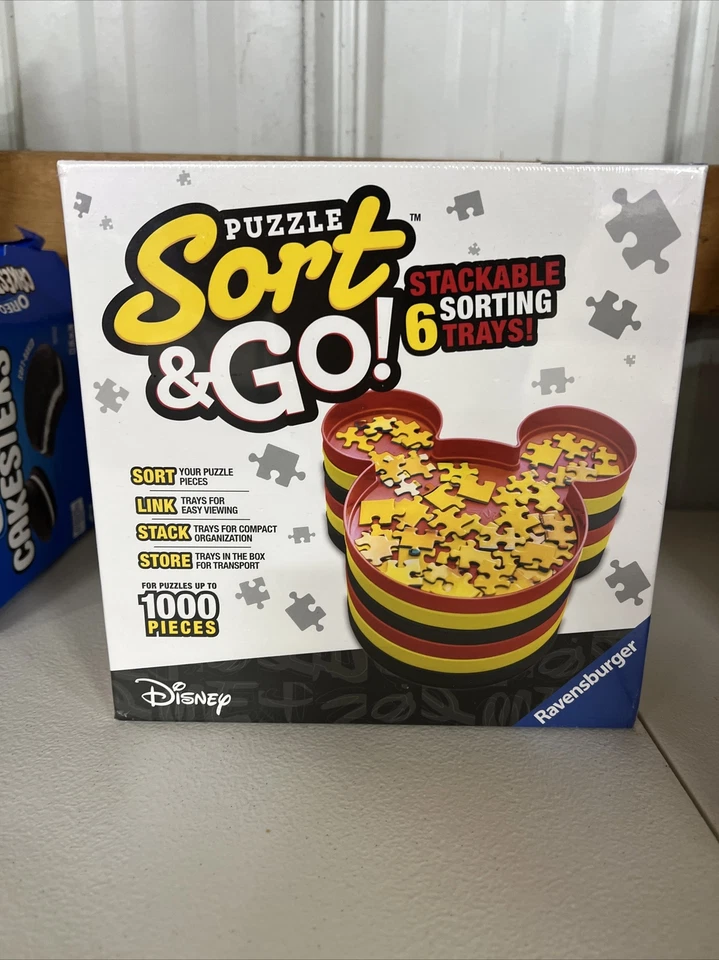 PUZZLE
Sort
& GO!
™
STACKABLE
6 SORTING
TRAYS!
SORT YOUR PUZZLE
PIECES
LINK TRAYS FOR
EASY VIEWING
STACK TRAYS FOR COMPACT
ORGANIZATION
STORE TRAYS IN THE BOX
FOR TRANSPORT
FOR PUZZLES UP TO
1000
PIECES
Disney
Ravensburger
OREO
CAKESTERS